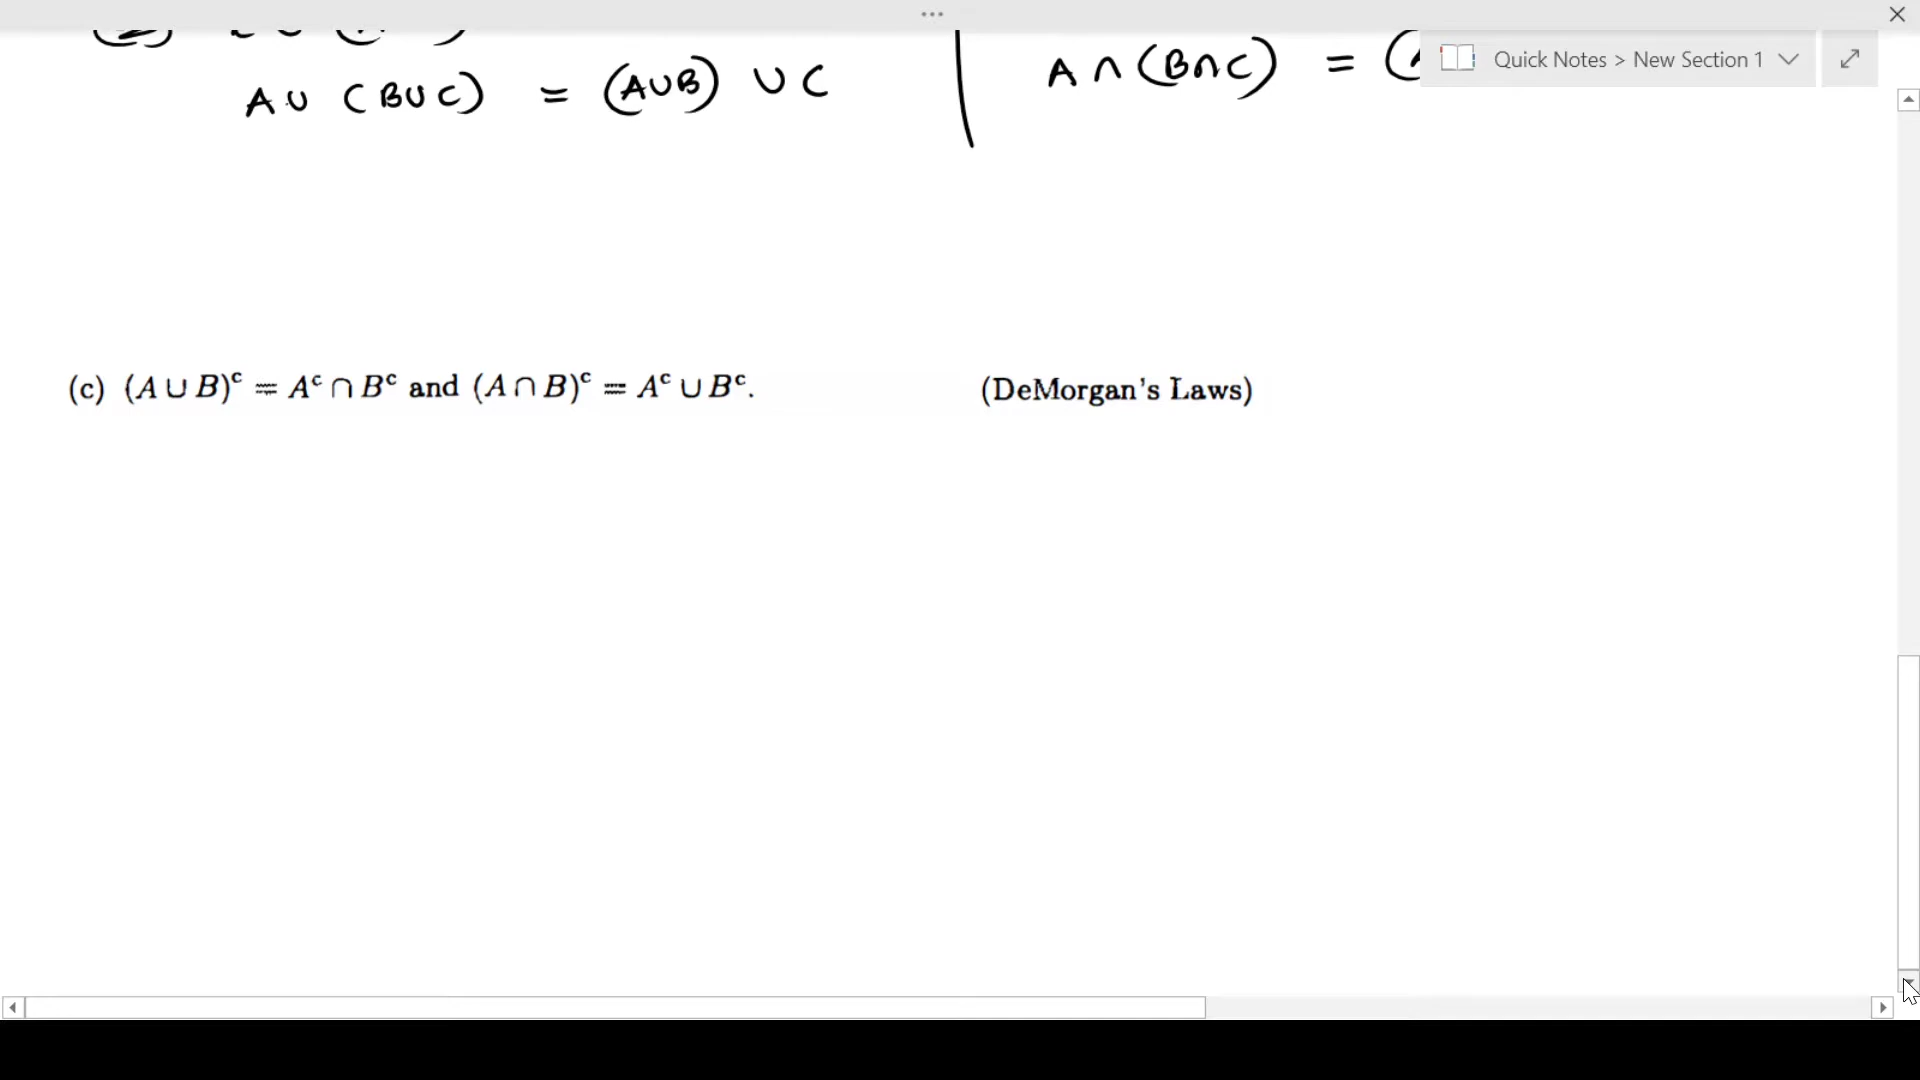 A ∪ (B ∪ C) = (A ∪ B) ∪ C
A ∩ (B ∩ C) = (
Quick Notes > New Section 1
(c) (A ∪ B)ᶜ = Aᶜ ∩ Bᶜ and (A ∩ B)ᶜ = Aᶜ ∪ Bᶜ. (DeMorgan's Laws)